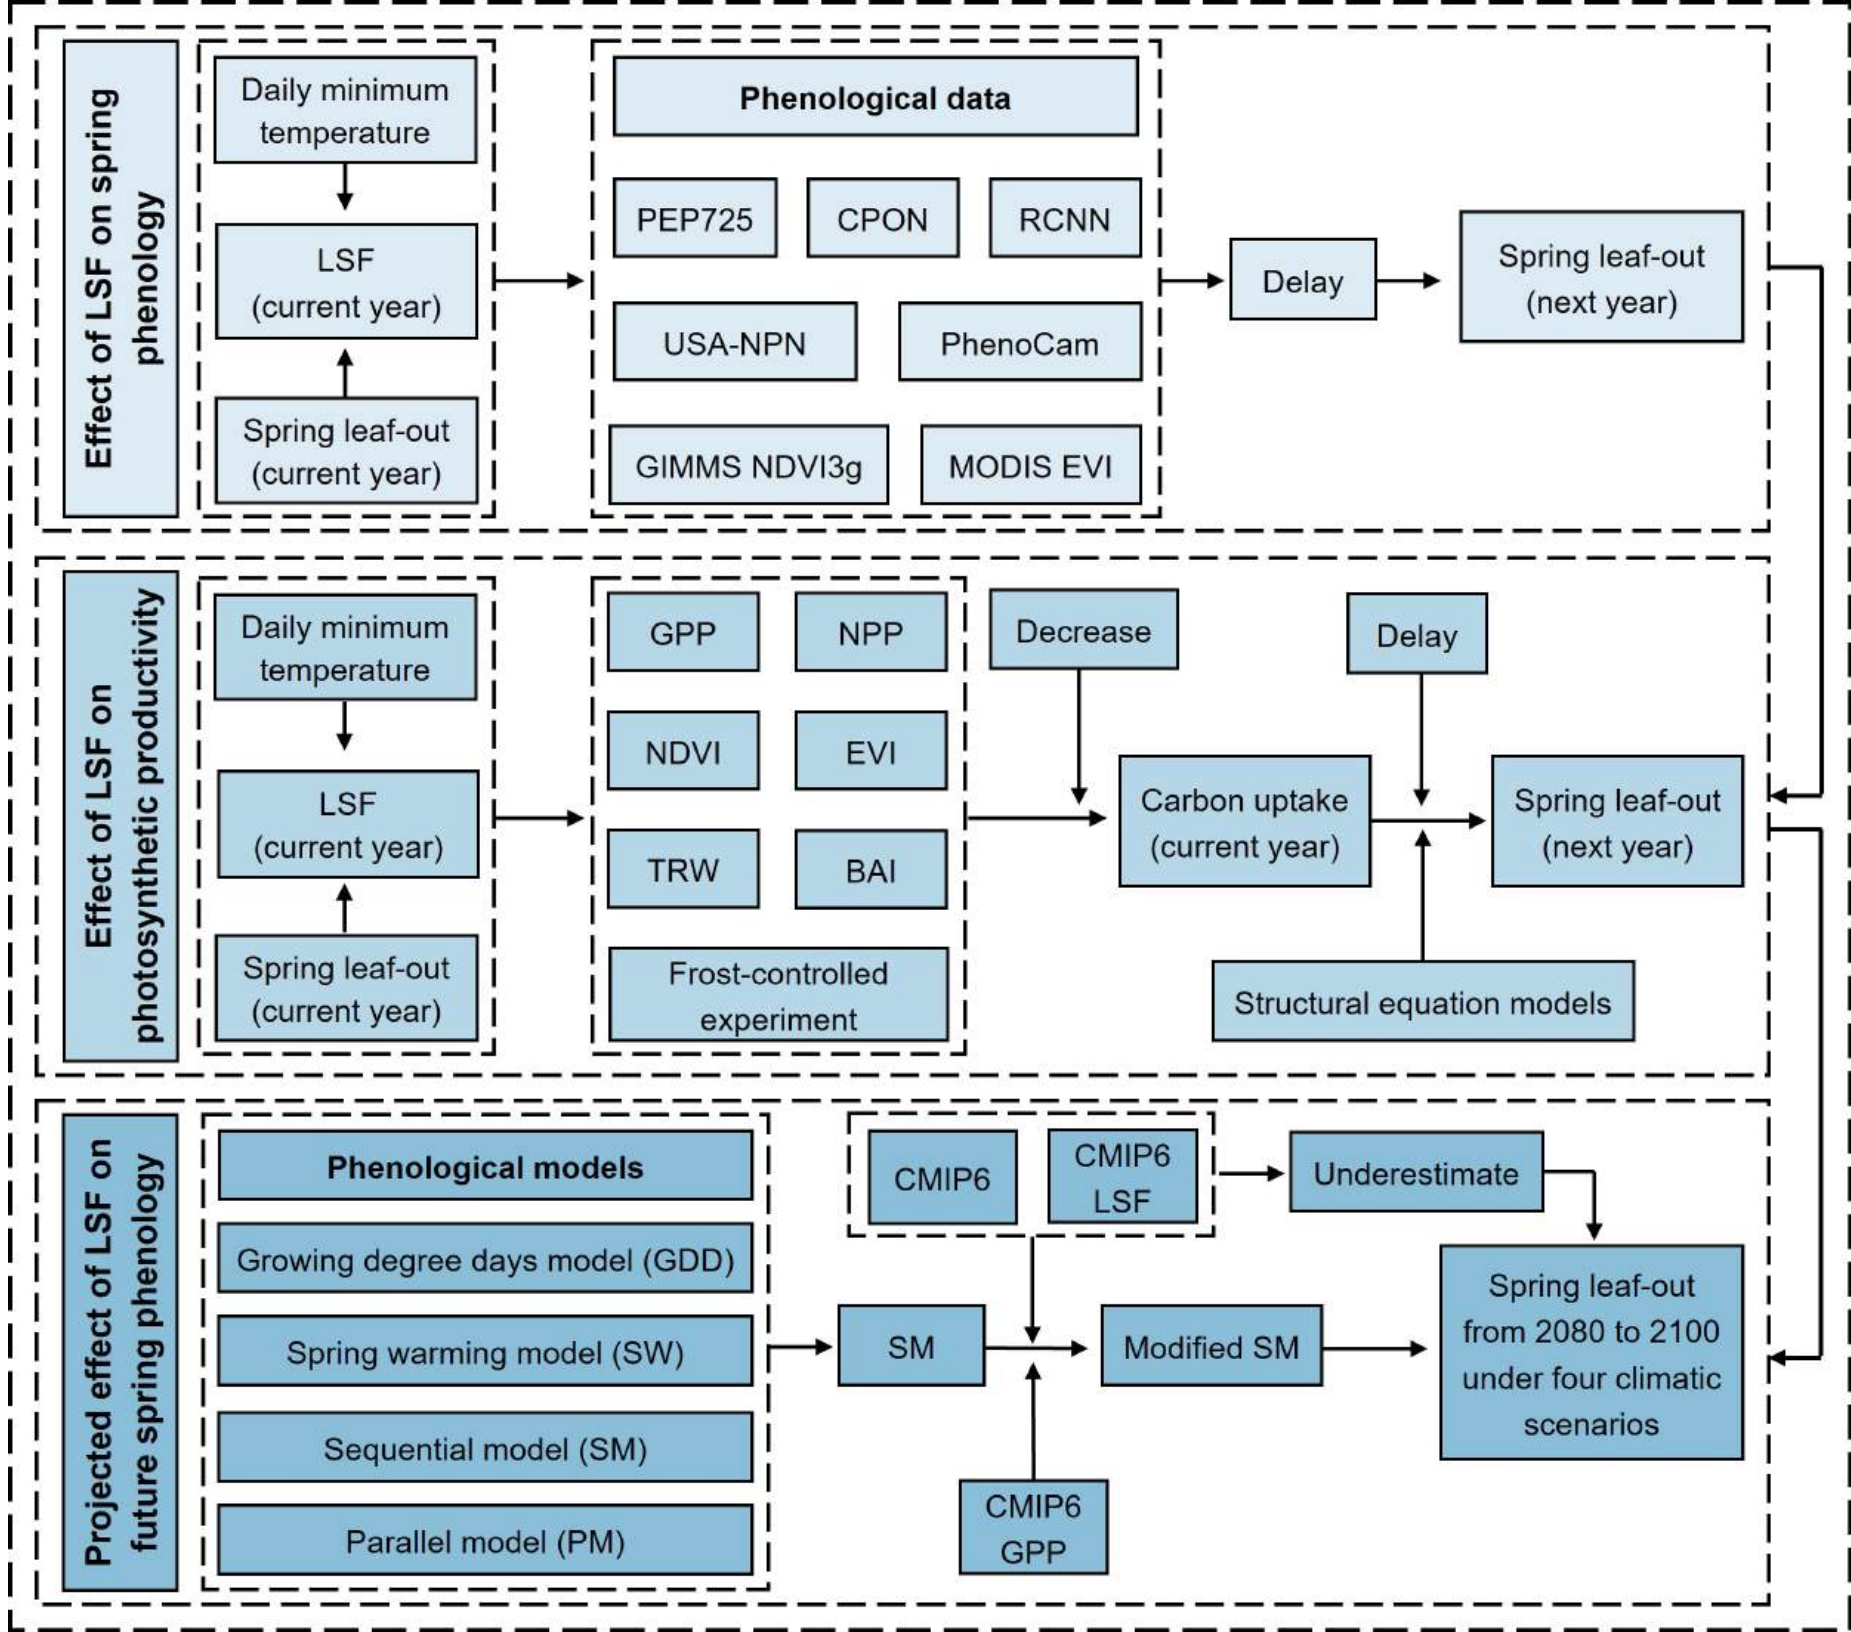 Effect of LSF on spring
phenology
Daily minimum
temperature
LSF
(current year)
Spring leaf-out
(current year)
Phenological data
PEP725
CPON
RCNN
USA-NPN
PhenoCam
GIMMS NDVI3g
MODIS EVI
Delay
Spring leaf-out
(next year)
Effect of LSF on
photosynthetic productivity
Daily minimum
temperature
LSF
(current year)
Spring leaf-out
(current year)
GPP
NPP
NDVI
EVI
TRW
BAI
Frost-controlled
experiment
Decrease
Delay
Carbon uptake
(current year)
Spring leaf-out
(next year)
Structural equation models
Projected effect of LSF on
future spring phenology
Phenological models
Growing degree days model (GDD)
Spring warming model (SW)
Sequential model (SM)
Parallel model (PM)
SM
CMIP6
CMIP6
LSF
Underestimate
Modified SM
CMIP6
GPP
Spring leaf-out
from 2080 to 2100
under four climatic
scenarios